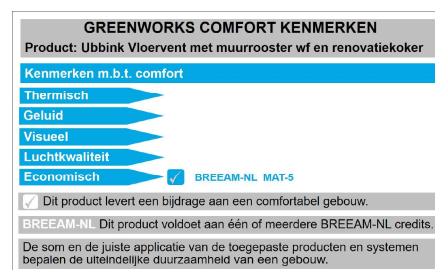 GREENWORKS COMFORT KENMERKEN
Product: Ubbink Vloervent met muurrooster wf en renovatiekoker
Kenmerken m.b.t. comfort
Thermisch
Geluid
Visueel
Luchtkwaliteit
Economisch BREEAM-NL MAT-5
Dit product levert een bijdrage aan een comfortabel gebouw.
BREEAM-NL Dit product voldoet aan één of meerdere BREEAM-NL credits.
De som en de juiste applicatie van de toegepaste producten en systemen
bepalen de uiteindelijke duurzaamheid van een gebouw.